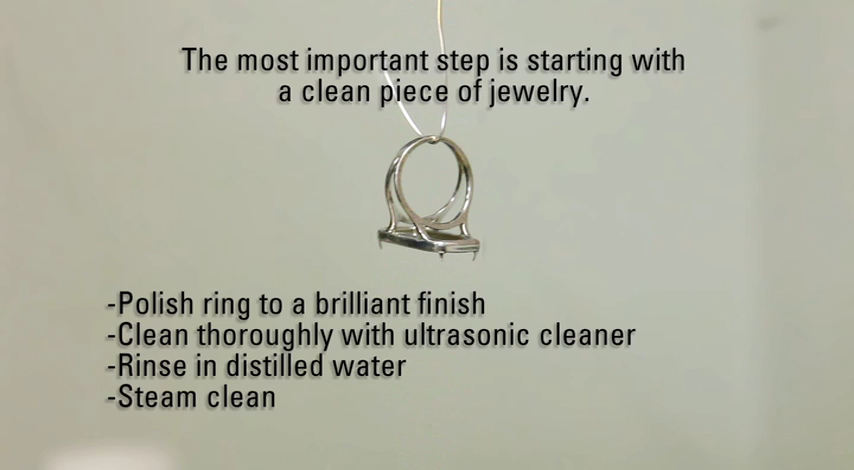 The most important step is starting with
a clean piece of jewelry.
-Polish ring to a brilliant finish
-Clean thoroughly with ultrasonic cleaner
-Rinse in distilled water
-Steam clean